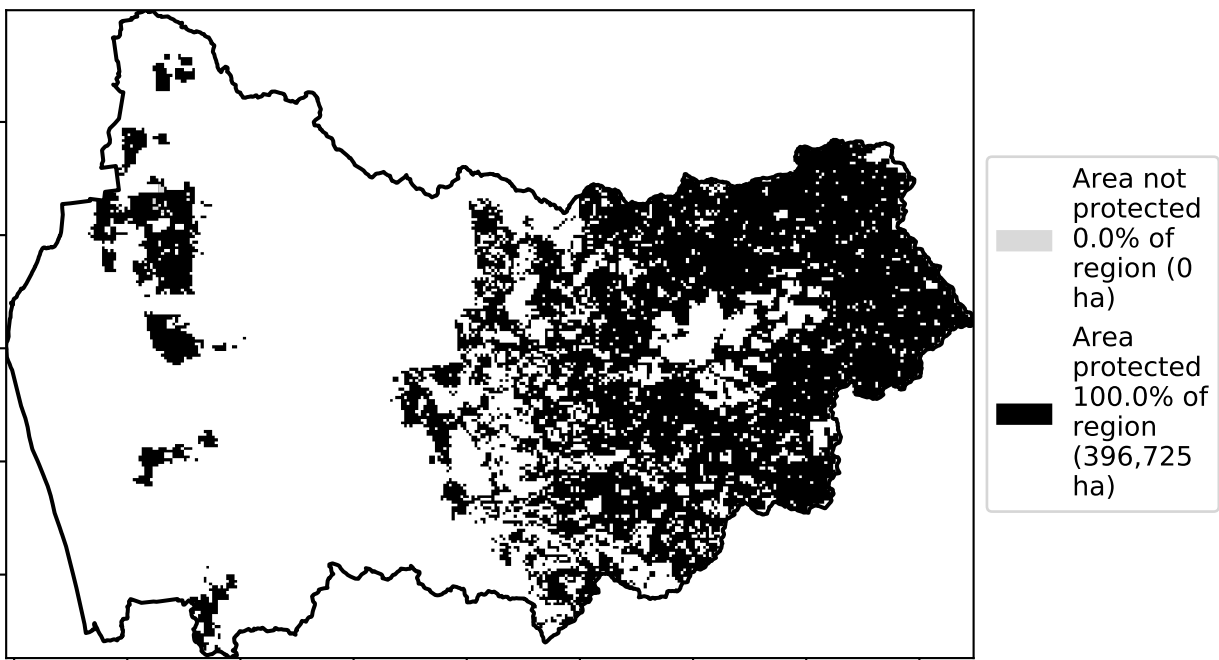 Area not
protected
0.0% of
region (0
ha)
Area
protected
100.0% of
region
(396,725
ha)